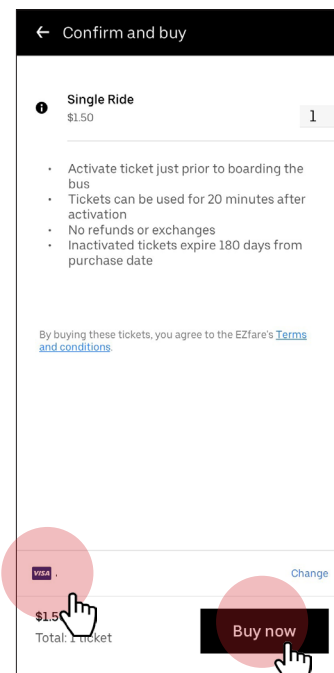 Confirm and buy
Single Ride
$1.50
1
Activate ticket just prior to boarding the
bus
Tickets can be used for 20 minutes after
activation
No refunds or exchanges
Inactivated tickets expire 180 days from
purchase date
By buying these tickets, you agree to the EZfare's Terms
and conditions.
VISA .
Change
$1.5
Total: 1 ticket
Buy now